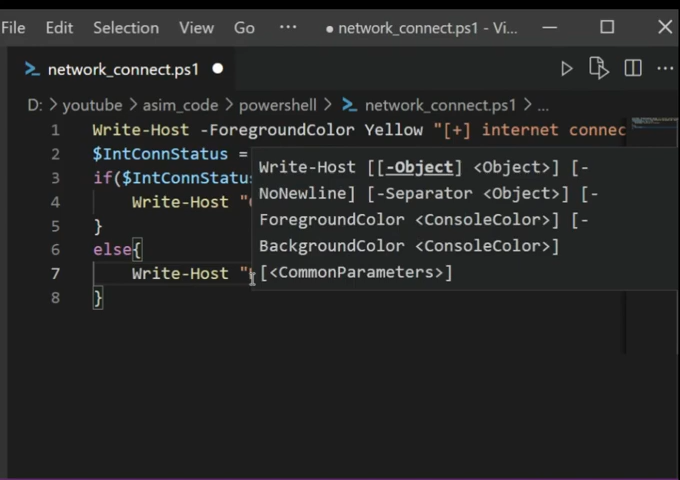 File Edit Selection View Go ··· ● network_connect.ps1 - Vi...
network_connect.ps1 ●
D: > youtube > asim_code > powershell > network_connect.ps1 > ...
1 Write-Host -ForegroundColor Yellow "[+] internet connec
2 $IntConnStatus =
3 if($IntConnStatu
4 Write-Host "
5 }
6 else{
7 Write-Host "
8 }
Write-Host [[-Object] <Object>] [-
NoNewline] [-Separator <Object>] [-
ForegroundColor <ConsoleColor>] [-
BackgroundColor <ConsoleColor>]
[<CommonParameters>]